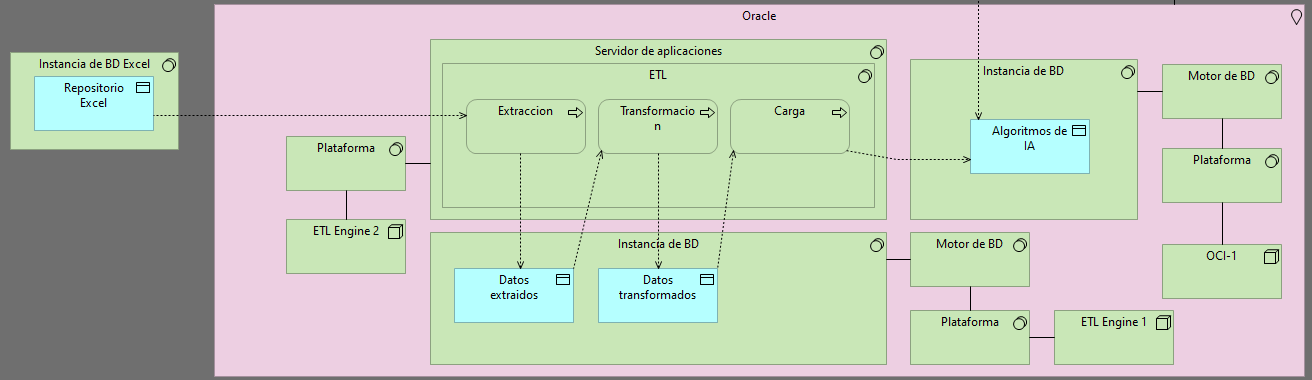 Oracle
Instancia de BD Excel
Repositorio
Excel
Servidor de aplicaciones
ETL
Extraccion
Transformacio
n
Carga
Instancia de BD
Algoritmos de
IA
Motor de BD
Plataforma
OCI-1
Plataforma
ETL Engine 2
Instancia de BD
Datos
extraidos
Datos
transformados
Motor de BD
Plataforma
ETL Engine 1